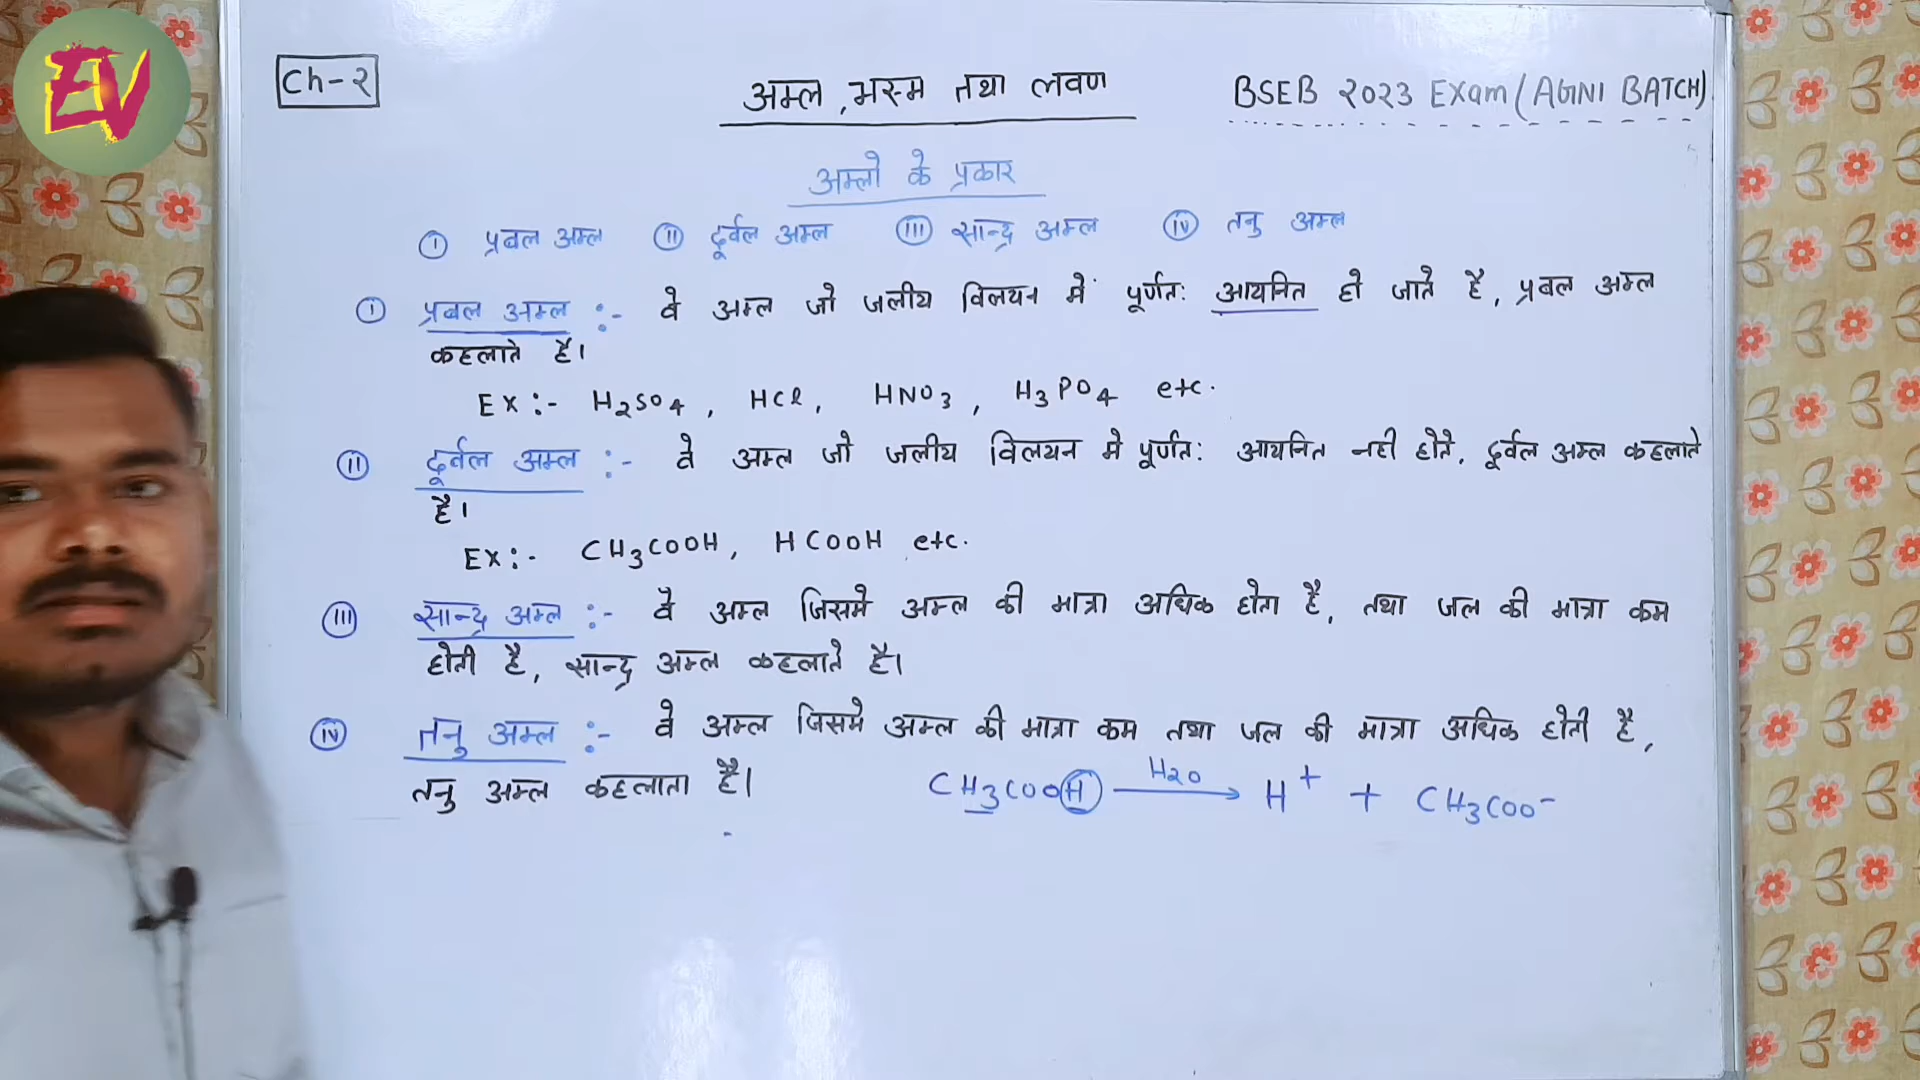 EV
Ch-२
अम्ल, भस्म तथा लवण
BSEB २०२३ Exam (AGNI BATCH)
अम्लो के प्रकार
(I) प्रबल अम्ल (II) दूर्वल अम्ल (III) सान्द्र अम्ल (IV) तनु अम्ल
(I) प्रबल अम्ल :- वे अम्ल जो जलीय विलयन में पूर्णत: आयनित हो जाते है, प्रबल अम्ल
कहलाते है।
EX :- H₂SO₄, HCl, HNO₃, H₃PO₄ etc.
(II) दूर्वल अम्ल :- वे अम्ल जो जलीय विलयन मे पूर्णत: आयनित नही होते, दूर्वल अम्ल कहलाते
है।
EX :- CH₃COOH, HCOOH etc.
(III) सान्द्र अम्ल :- वे अम्ल जिसमे अम्ल की मात्रा अधिक होता है, तथा जल की मात्रा कम
होती है, सान्द्र अम्ल कहलाते है।
(IV) तनु अम्ल :- वे अम्ल जिसमे अम्ल की मात्रा कम तथा जल की मात्रा अधिक होती है,
तनु अम्ल कहलाता है।
CH₃COOH —H₂O→ H⁺ + CH₃COO⁻